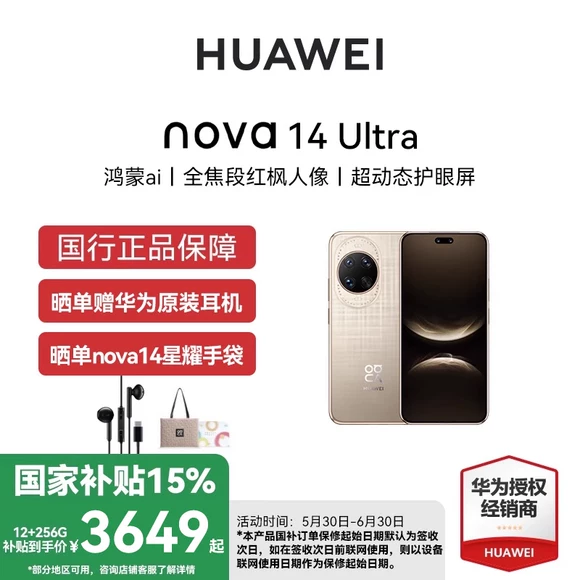 HUAWEI
nova 14 Ultra
鸿蒙ai丨全焦段红枫人像丨超动态护眼屏
国行正品保障
晒单赠华为原装耳机
晒单nova14星耀手袋
HUAWEI
国家补贴15%
12+256G
补贴到手价¥3649起
*部分地区可用，咨询店铺客服了解详情
活动时间：5月30日-6月30日
*本产品国补订单保修起始日期默认为签收
次日，如在签收次日前联网使用，则以设备
联网使用日期作为保修起始日期。
华为授权
经销商
HUAWEI